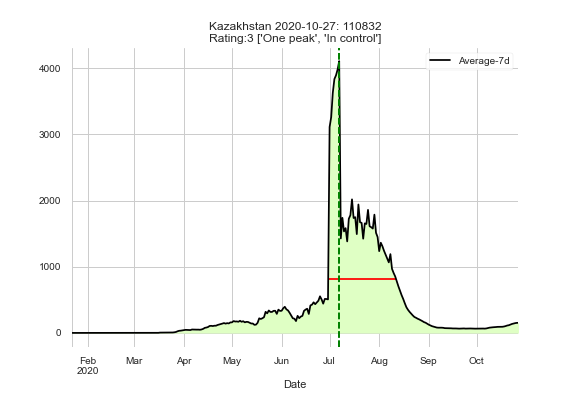 Kazakhstan 2020-10-27: 110832
Rating:3 ['One peak', 'In control']
Average-7d
4000
3000
2000
1000
0
Feb Mar Apr May Jun Jul Aug Sep Oct
2020
Date